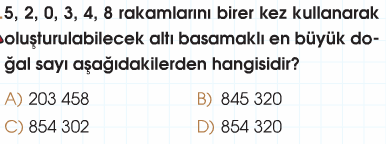 5, 2, 0, 3, 4, 8 rakamlarını birer kez kullanarak
oluşturulabilecek altı basamaklı en büyük do-
ğal sayı aşağıdakilerden hangisidir?
A) 203 458
B) 845 320
C) 854 302
D) 854 320